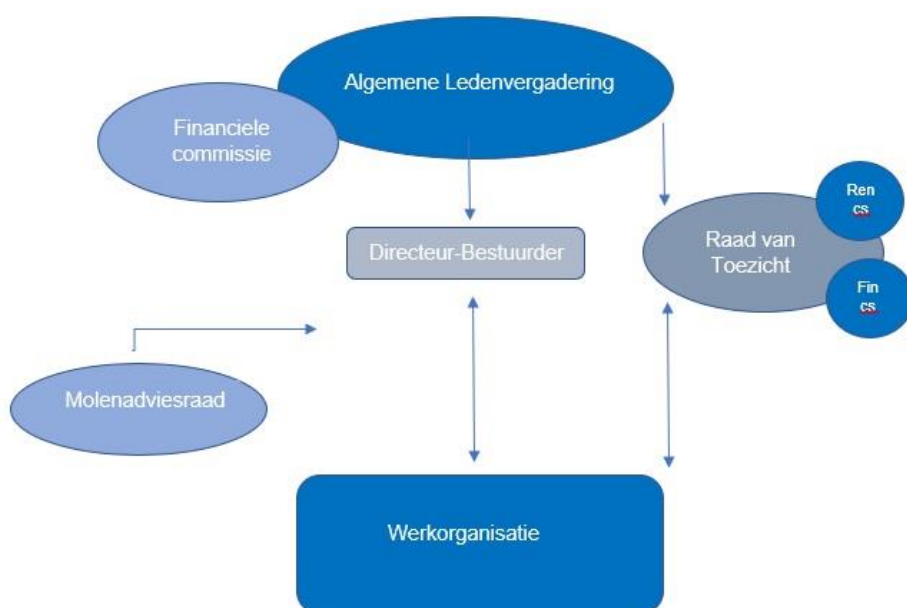 Algemene Ledenvergadering
Financiele
commissie
Ren
cs
Directeur-Bestuurder
Raad van
Toezicht
Fin
cs
Molenadviesraad
Werkorganisatie